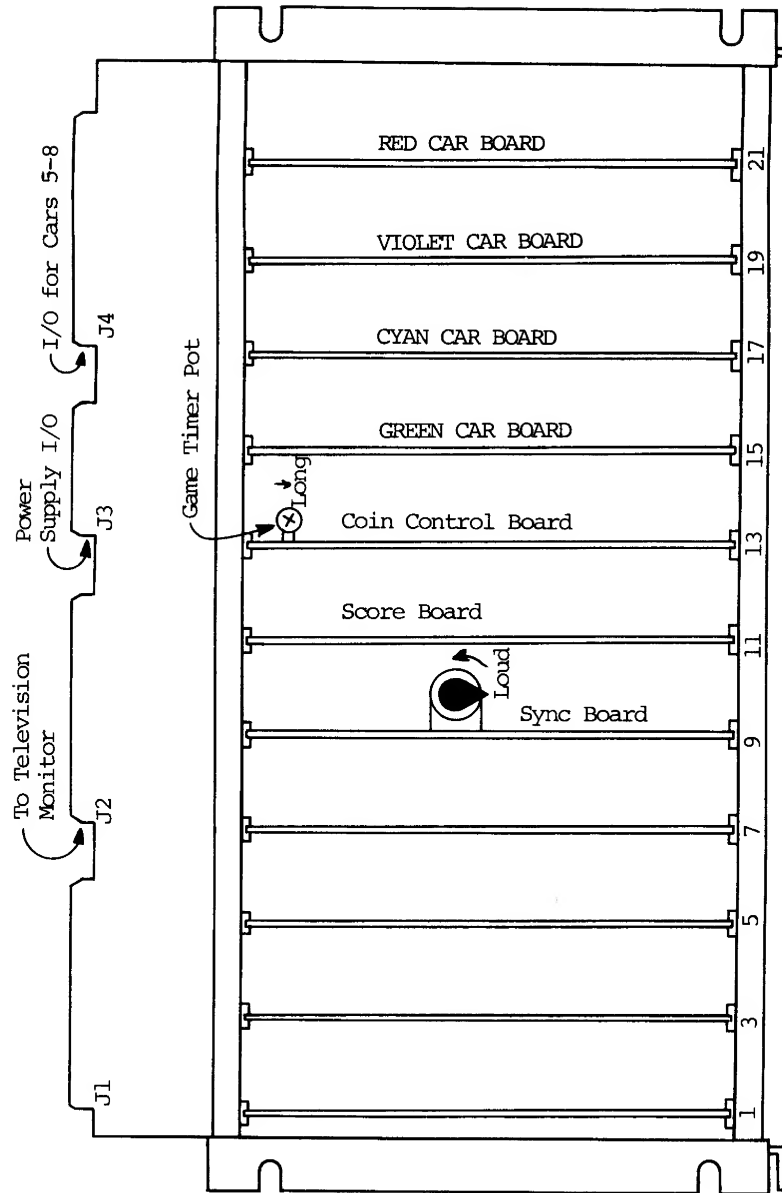 RED CAR BOARD
VIOLET CAR BOARD
CYAN CAR BOARD
GREEN CAR BOARD
Coin Control Board
Score Board
Sync Board
Game Timer Pot
Long
Loud
I/O for Cars 5-8
J4
Power
Supply I/O
J3
To Television
Monitor
J2
J1
21
19
17
15
13
11
9
7
5
3
1